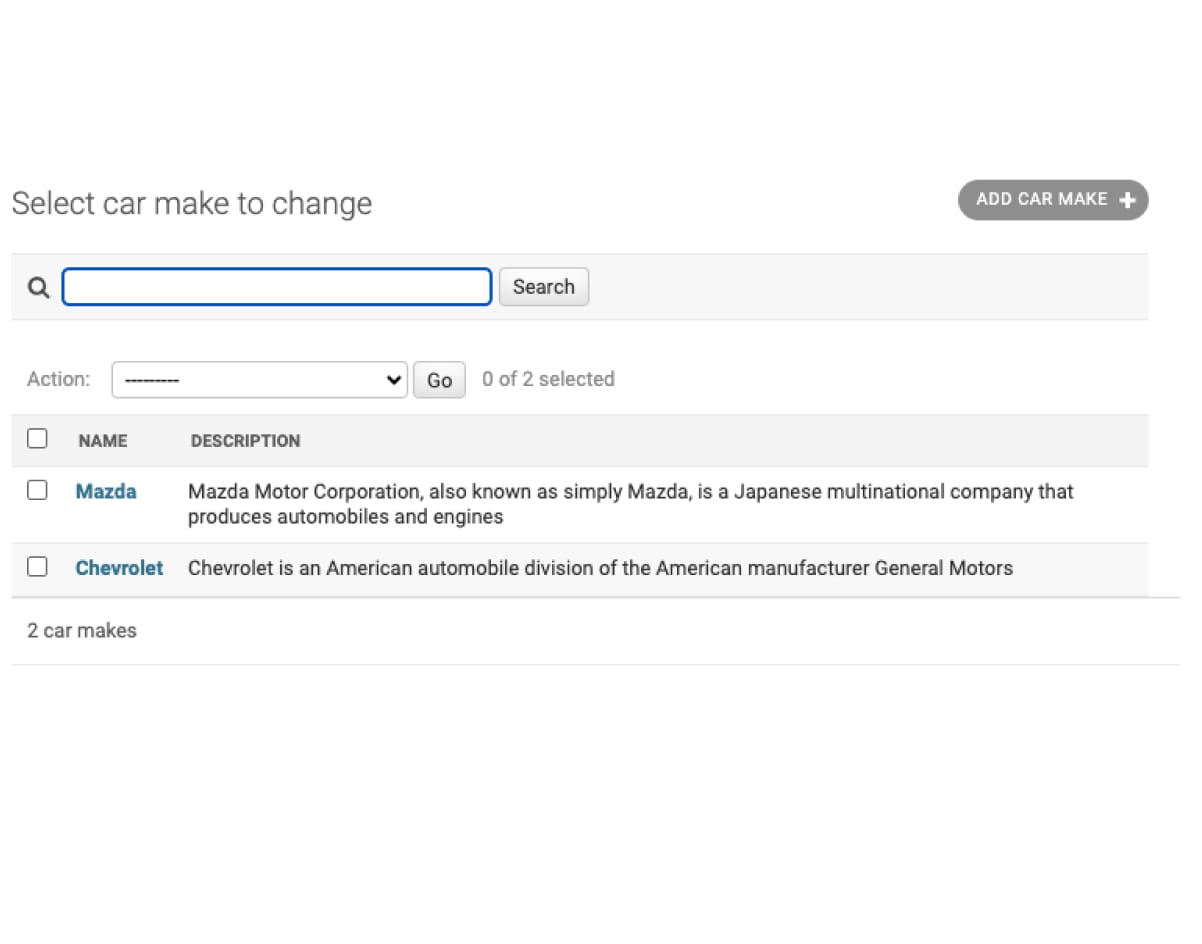 Select car make to change
ADD CAR MAKE +
Search
Action: --------- Go 0 of 2 selected
NAME DESCRIPTION
Mazda Mazda Motor Corporation, also known as simply Mazda, is a Japanese multinational company that
produces automobiles and engines
Chevrolet Chevrolet is an American automobile division of the American manufacturer General Motors
2 car makes